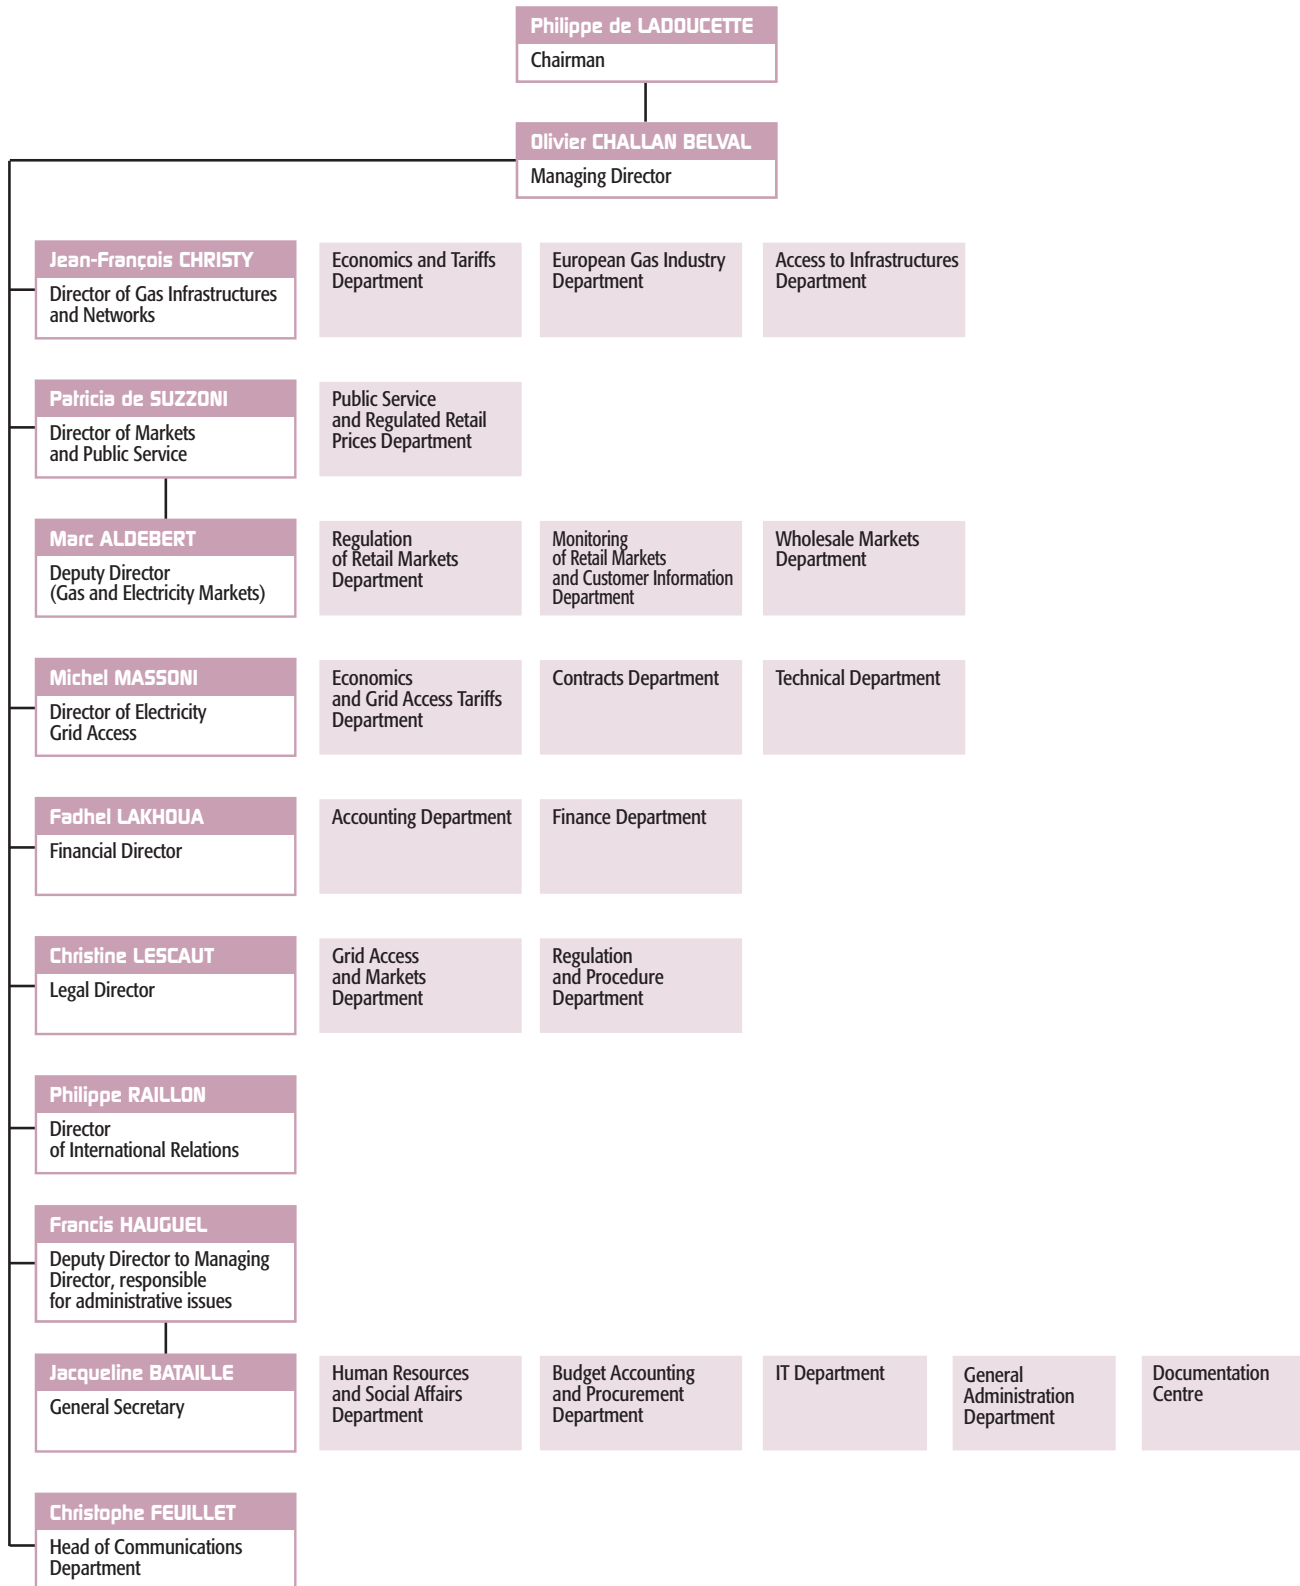 Philippe de LADOUCETTE
Chairman
Olivier CHALLAN BELVAL
Managing Director
Jean-François CHRISTY
Director of Gas Infrastructures
and Networks
Economics and Tariffs
Department
European Gas Industry
Department
Access to Infrastructures
Department
Patricia de SUZZONI
Director of Markets
and Public Service
Public Service
and Regulated Retail
Prices Department
Marc ALDEBERT
Deputy Director
(Gas and Electricity Markets)
Regulation
of Retail Markets
Department
Monitoring
of Retail Markets
and Customer Information
Department
Wholesale Markets
Department
Michel MASSONI
Director of Electricity
Grid Access
Economics
and Grid Access Tariffs
Department
Contracts Department
Technical Department
Fadhel LAKHOUA
Financial Director
Accounting Department
Finance Department
Christine LESCAUT
Legal Director
Grid Access
and Markets
Department
Regulation
and Procedure
Department
Philippe RAILLON
Director
of International Relations
Francis HAUGUEL
Deputy Director to Managing
Director, responsible
for administrative issues
Jacqueline BATAILLE
General Secretary
Human Resources
and Social Affairs
Department
Budget Accounting
and Procurement
Department
IT Department
General
Administration
Department
Documentation
Centre
Christophe FEUILLET
Head of Communications
Department